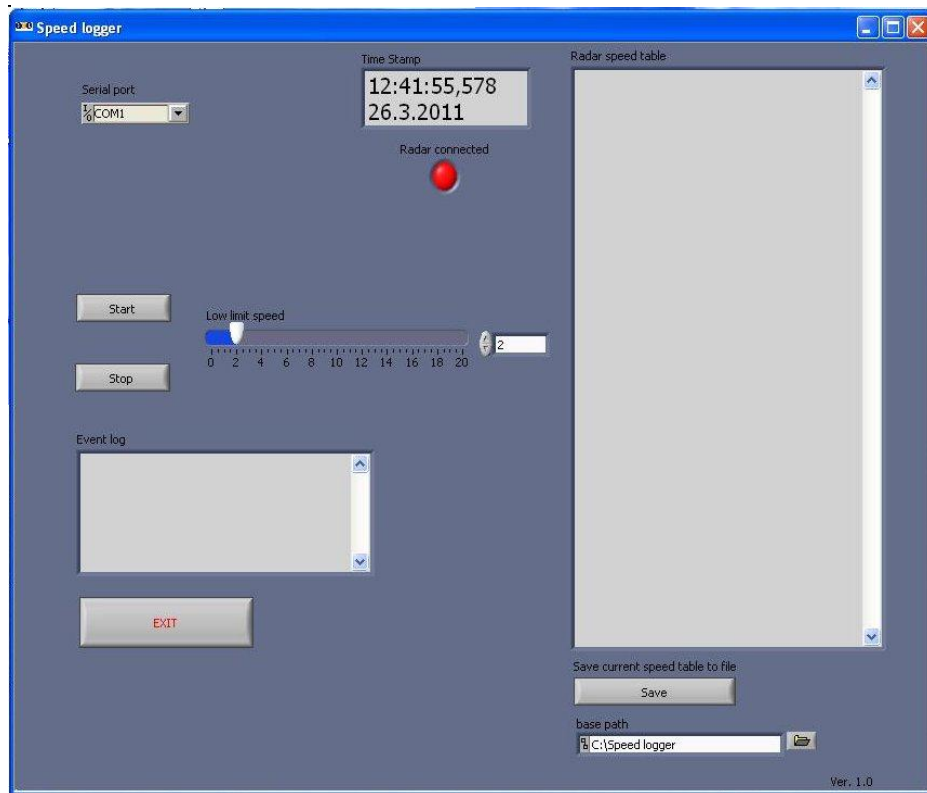 Speed logger
Time Stamp
12:41:55,578
26.3.2011
Radar speed table
Serial port
COM1
Radar connected
Start
Low limit speed
2
0 2 4 6 8 10 12 14 16 18 20
Stop
Event log
EXIT
Save current speed table to file
Save
base path
C:\Speed logger
Ver. 1.0